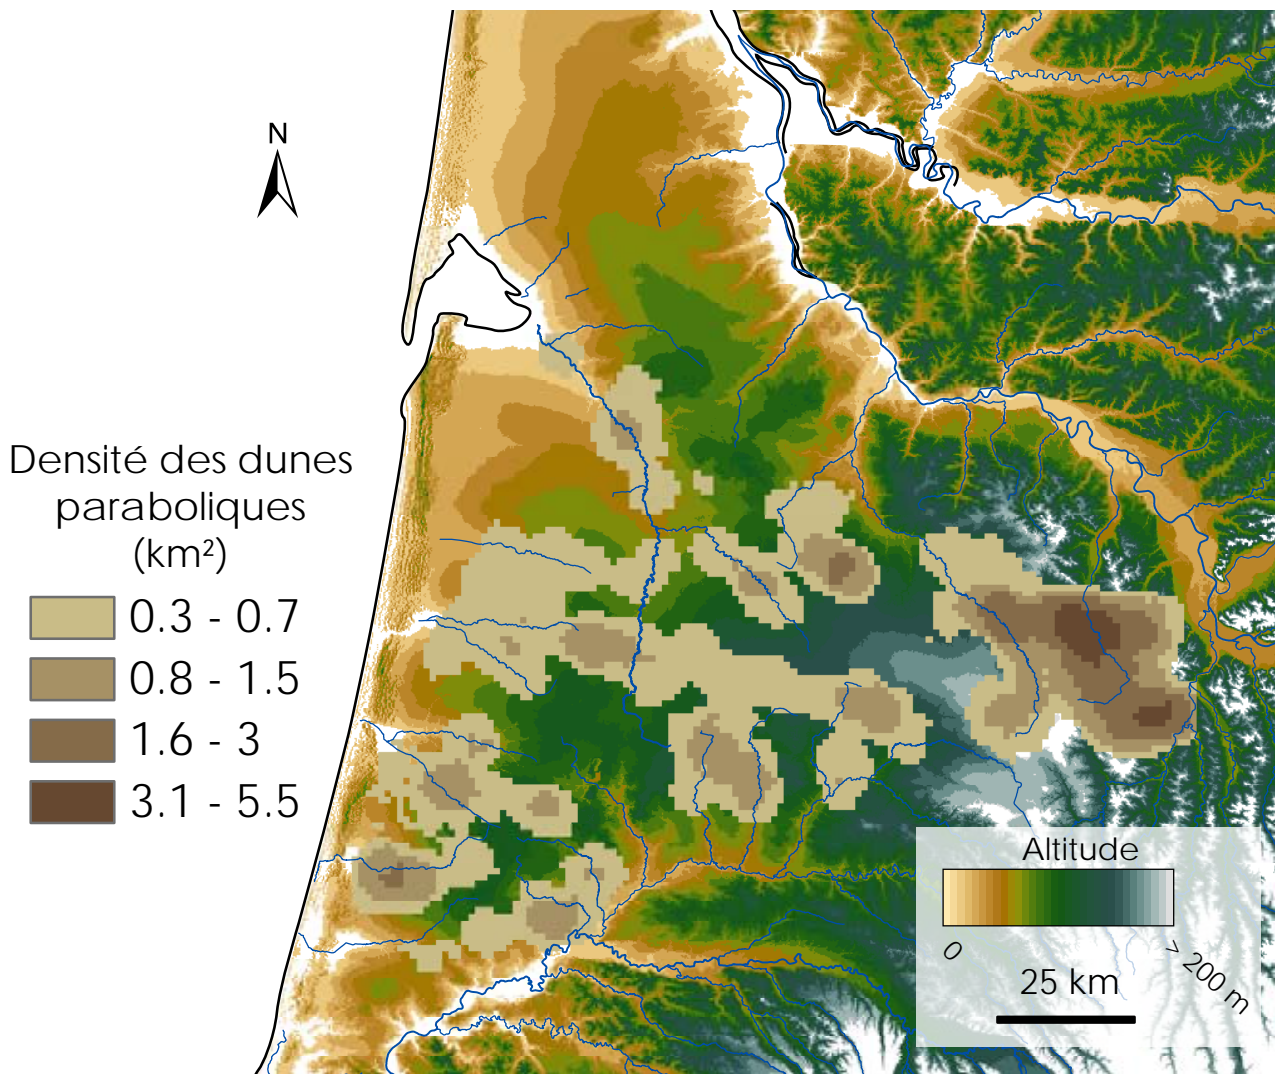 N
Densité des dunes
paraboliques
(km²)
0.3 - 0.7
0.8 - 1.5
1.6 - 3
3.1 - 5.5
Altitude
0
> 200 m
25 km